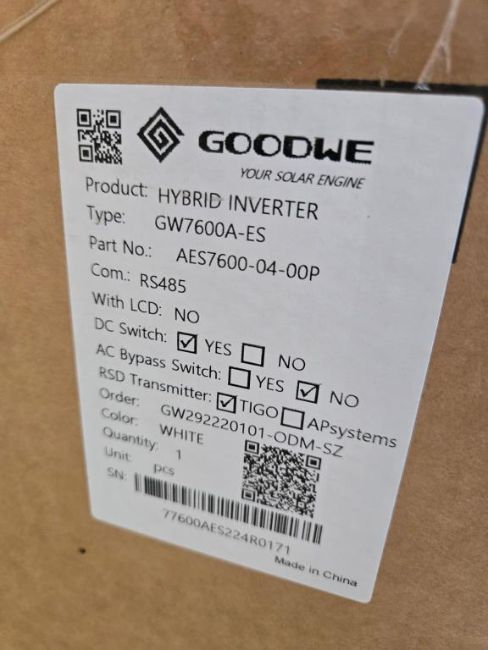 GOODWE
YOUR SOLAR ENGINE
Product: HYBRID INVERTER
Type: GW7600A-ES
Part No.: AES7600-04-00P
Com.: RS485
With LCD: NO
DC Switch: ☑ YES ☐ NO
AC Bypass Switch: ☐ YES ☑ NO
RSD Transmitter: ☑ TIGO ☐ APsystems
Order: GW292220101-ODM-SZ
Color: WHITE
Quantity: 1
Unit: pcs
SN:
77600AES224R0171
Made in China